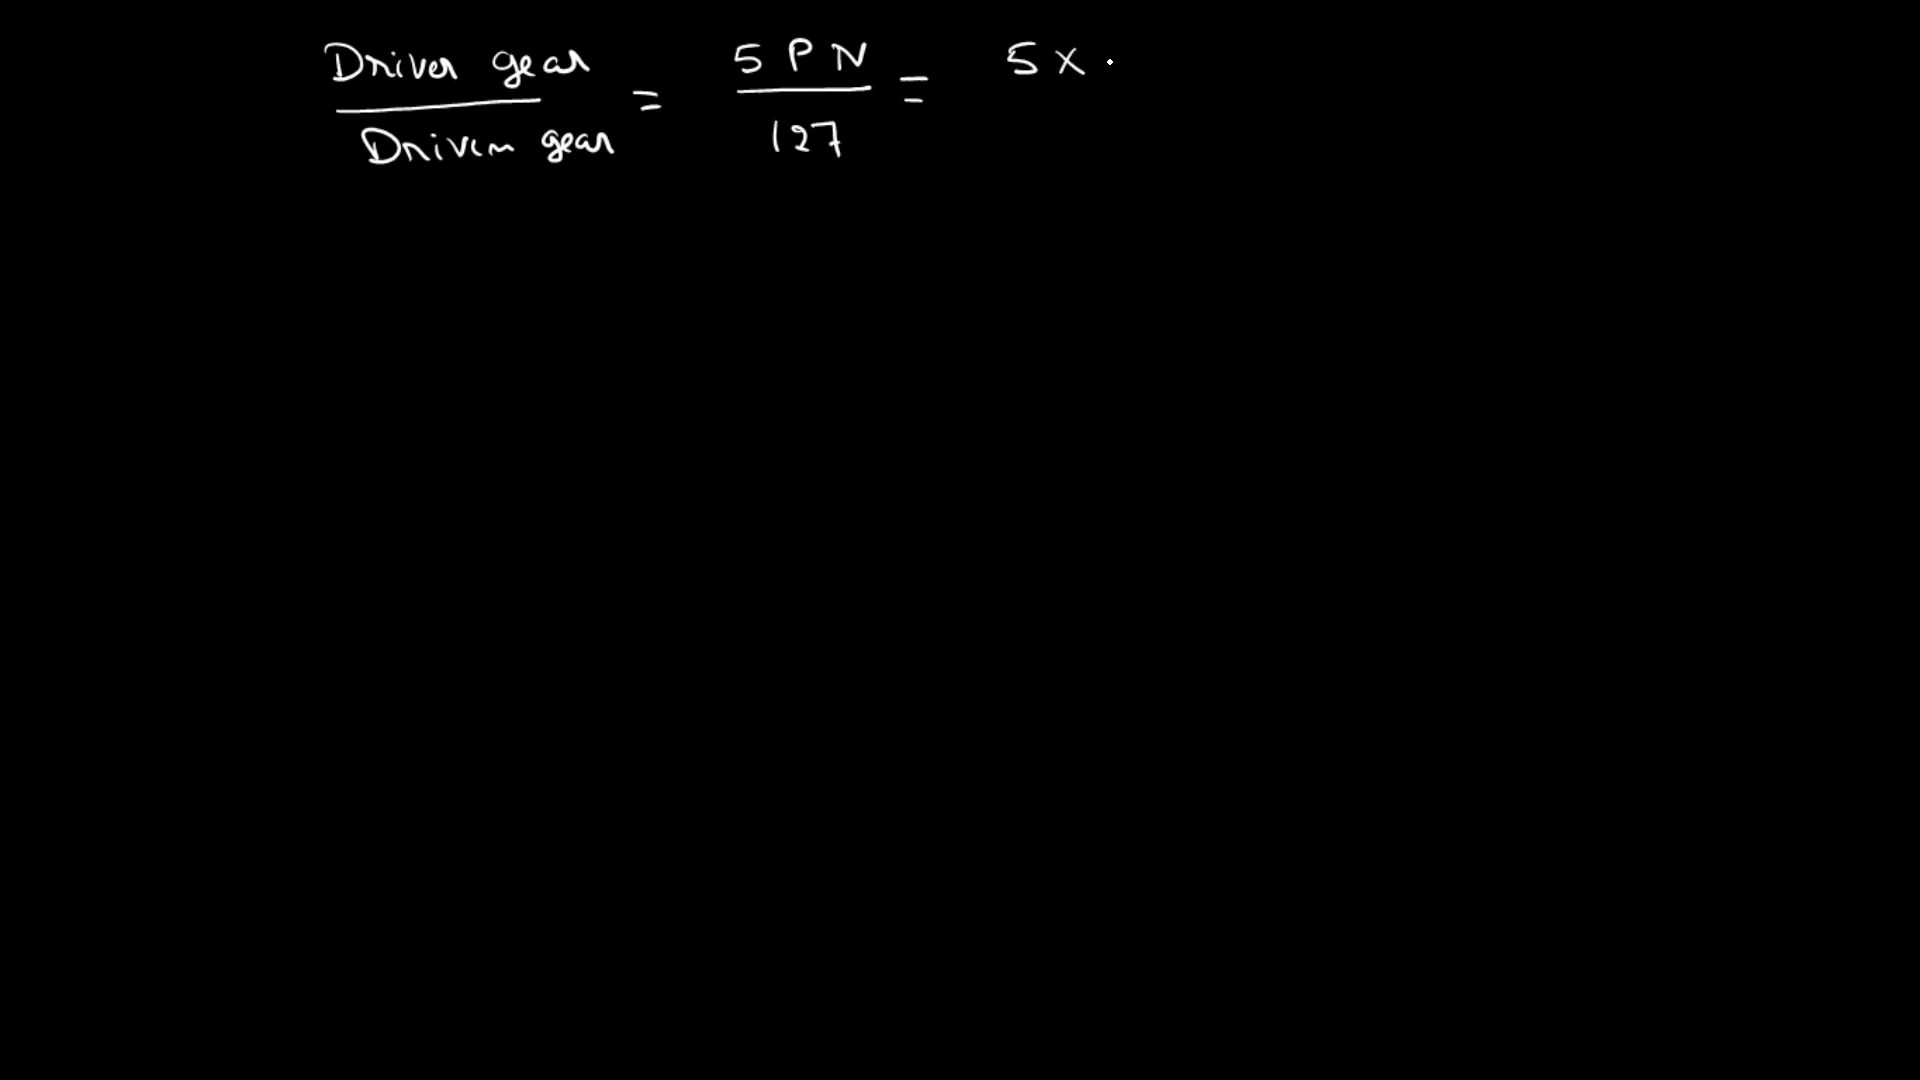 Driver gear / Driven gear = 5 P N / 127 = 5 x